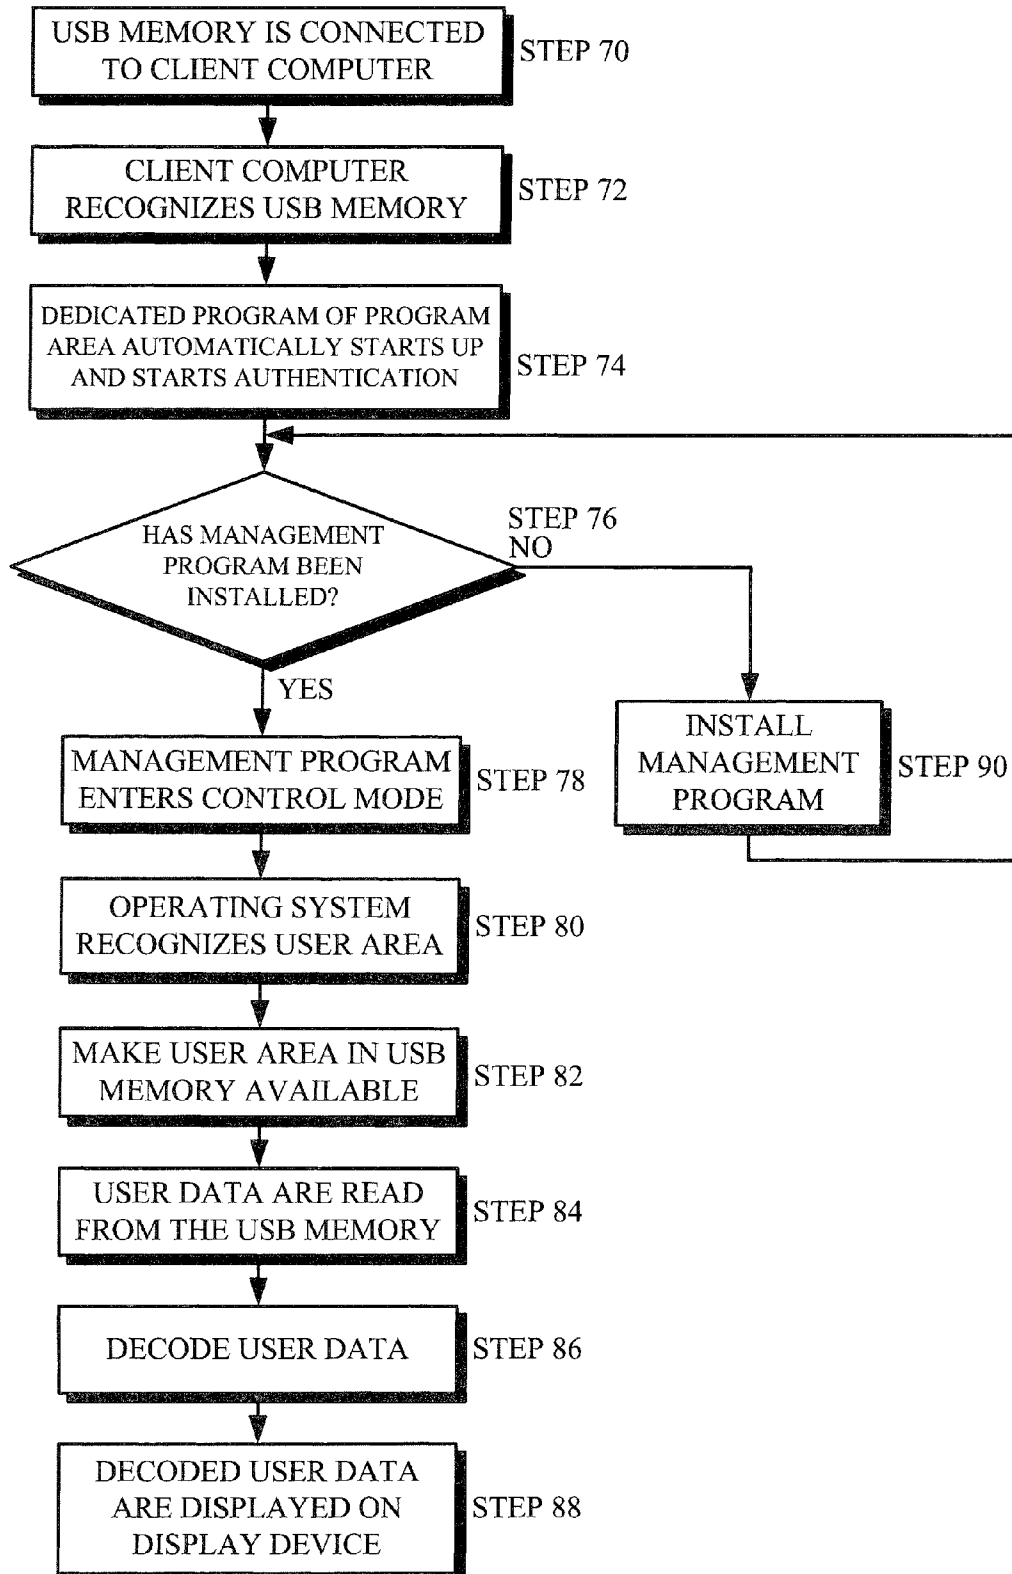 USB MEMORY IS CONNECTED
TO CLIENT COMPUTER
STEP 70
CLIENT COMPUTER
RECOGNIZES USB MEMORY
STEP 72
DEDICATED PROGRAM OF PROGRAM
AREA AUTOMATICALLY STARTS UP
AND STARTS AUTHENTICATION
STEP 74
HAS MANAGEMENT
PROGRAM BEEN
INSTALLED?
STEP 76
NO
YES
MANAGEMENT PROGRAM
ENTERS CONTROL MODE
STEP 78
INSTALL
MANAGEMENT
PROGRAM
STEP 90
OPERATING SYSTEM
RECOGNIZES USER AREA
STEP 80
MAKE USER AREA IN USB
MEMORY AVAILABLE
STEP 82
USER DATA ARE READ
FROM THE USB MEMORY
STEP 84
DECODE USER DATA
STEP 86
DECODED USER DATA
ARE DISPLAYED ON
DISPLAY DEVICE
STEP 88